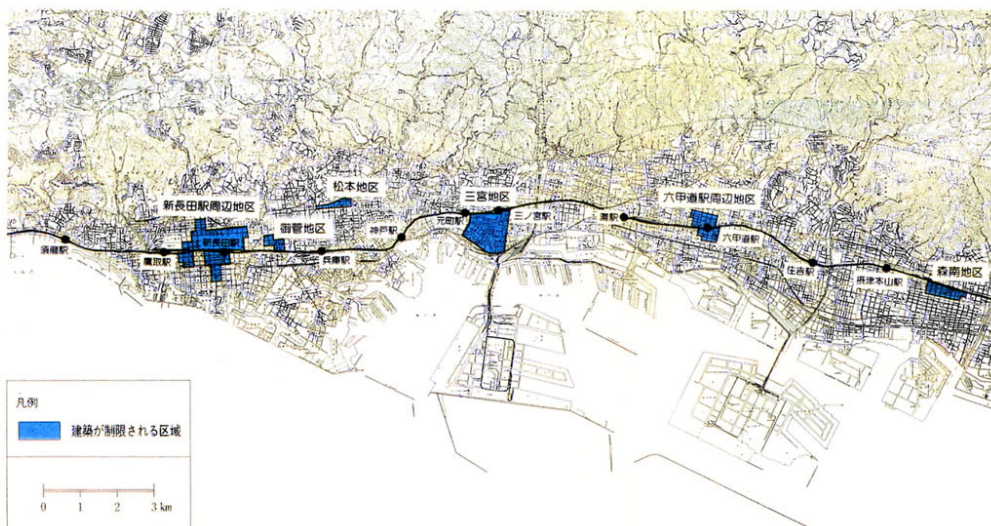 松本地区
新長田駅周辺地区
御菅地区
三宮地区
六甲道駅周辺地区
森南地区
須磨駅
鷹取駅
新長田駅
兵庫駅
神戸駅
元町駅
三ノ宮駅
灘駅
六甲道駅
住吉駅
摂津本山駅
凡例
建築が制限される区域
0 1 2 3 km